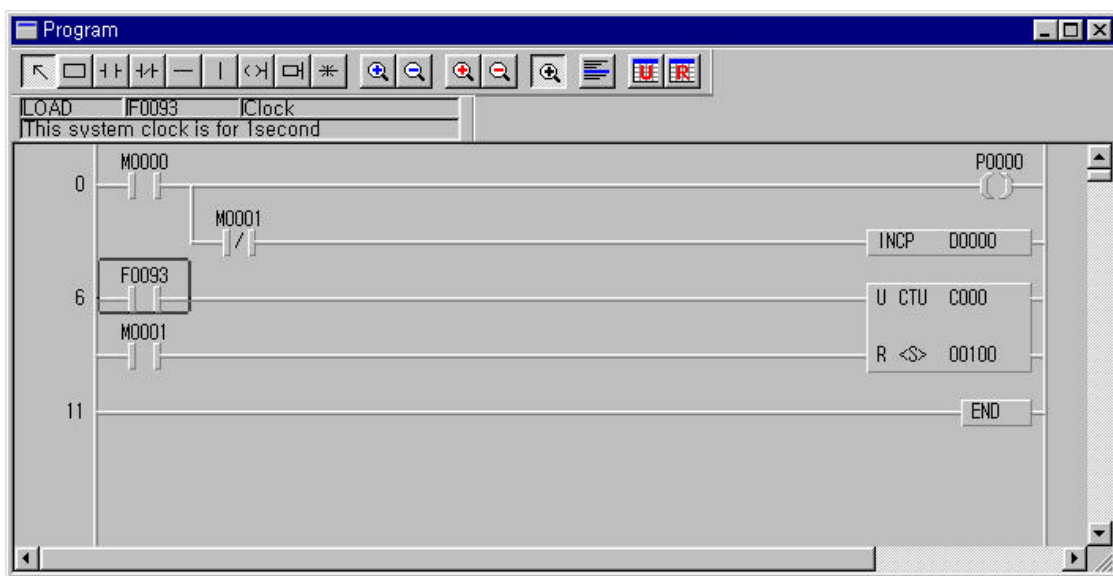 Program
U R
LOAD F0093 Clock
This system clock is for 1second
M0000 P0000
0
M0001
INCP D0000
F0093
6 U CTU C000
M0001
R <S> 00100
11 END